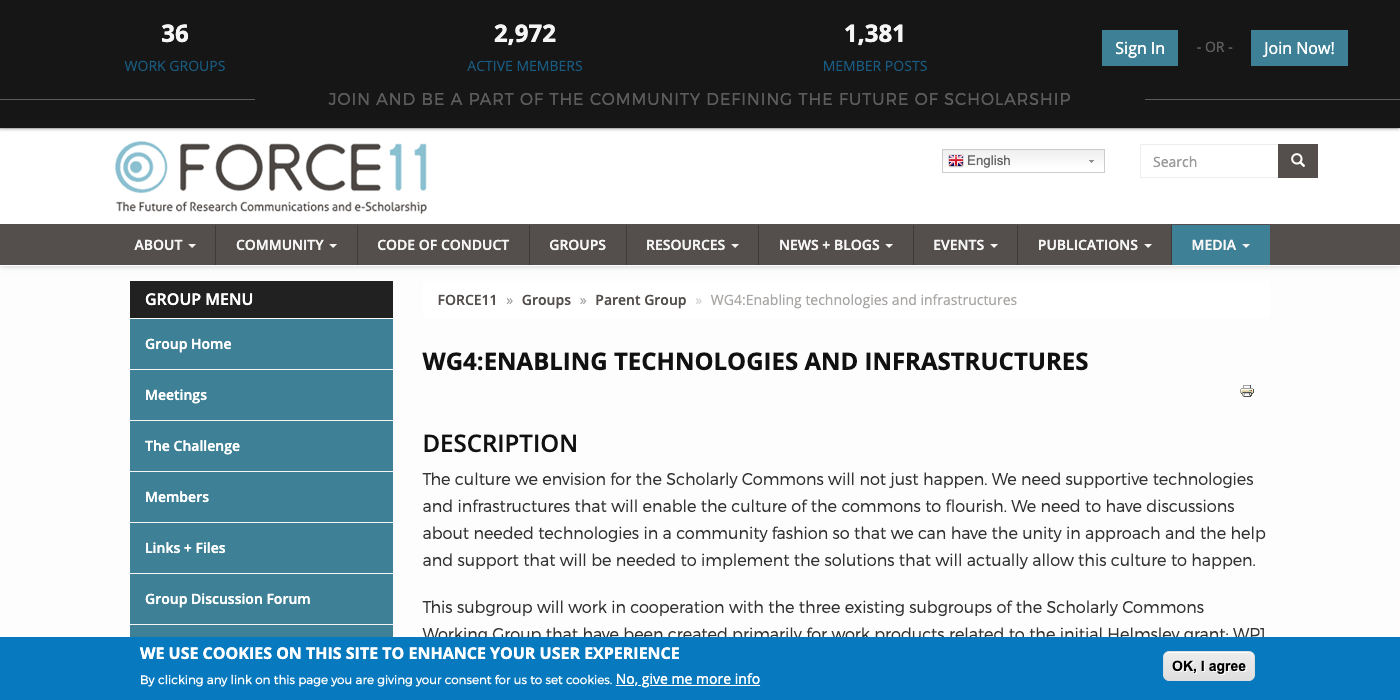 36
WORK GROUPS
2,972
ACTIVE MEMBERS
1,381
MEMBER POSTS
Sign In
- OR -
Join Now!
JOIN AND BE A PART OF THE COMMUNITY DEFINING THE FUTURE OF SCHOLARSHIP
FORCE11
The Future of Research Communications and e-Scholarship
English
Search
ABOUT
COMMUNITY
CODE OF CONDUCT
GROUPS
RESOURCES
NEWS + BLOGS
EVENTS
PUBLICATIONS
MEDIA
GROUP MENU
Group Home
Meetings
The Challenge
Members
Links + Files
Group Discussion Forum
FORCE11 » Groups » Parent Group » WG4:Enabling technologies and infrastructures
WG4:ENABLING TECHNOLOGIES AND INFRASTRUCTURES
DESCRIPTION
The culture we envision for the Scholarly Commons will not just happen. We need supportive technologies
and infrastructures that will enable the culture of the commons to flourish. We need to have discussions
about needed technologies in a community fashion so that we can have the unity in approach and the help
and support that will be needed to implement the solutions that will actually allow this culture to happen.
This subgroup will work in cooperation with the three existing subgroups of the Scholarly Commons
Working Group that have been created primarily for work products related to the initial Helmsley grant: WP1
WE USE COOKIES ON THIS SITE TO ENHANCE YOUR USER EXPERIENCE
By clicking any link on this page you are giving your consent for us to set cookies. No, give me more info
OK, I agree